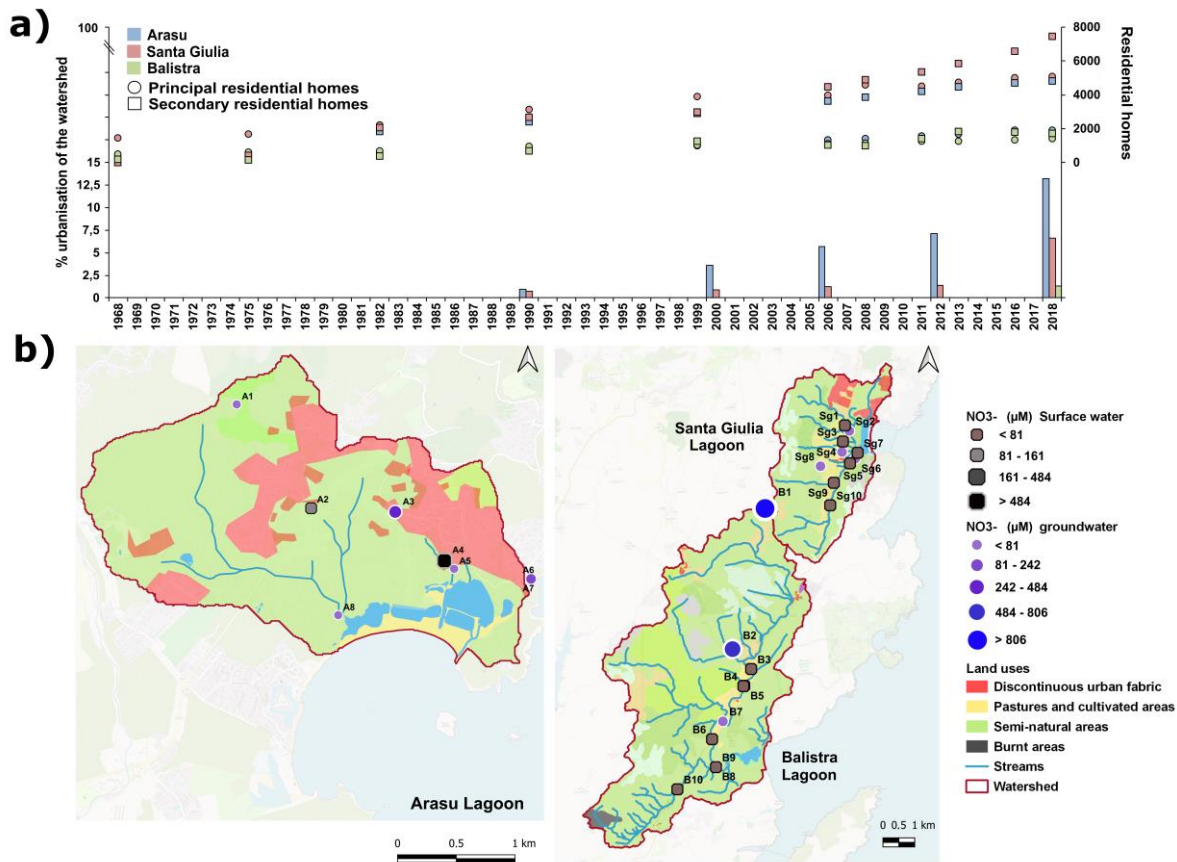 a)
100
8000
Arasu
Santa Giulia
Balistra
Principal residential homes
Secondary residential homes
6000
4000
2000
0
% urbanisation of the watershed
Residential homes
15
12,5
10
7,5
5
2,5
0
1968 1969 1970 1971 1972 1973 1974 1975 1976 1977 1978 1979 1980 1981 1982 1983 1984 1985 1986 1987 1988 1989 1990 1991 1992 1993 1994 1995 1996 1997 1998 1999 2000 2001 2002 2003 2004 2005 2006 2007 2008 2009 2010 2011 2012 2013 2014 2015 2016 2017 2018
b)
A1
A2
A3
A4
A5
A6
A7
A8
Arasu Lagoon
0 0.5 1 km
Santa Giulia
Lagoon
Sg1
Sg2
Sg3
Sg4
Sg7
Sg8
Sg5
Sg6
Sg9
Sg10
B1
B2
B3
B4
B5
B7
B6
B9
B8
B10
Balistra
Lagoon
0 0.5 1 km
NO3- (µM) Surface water
< 81
81 - 161
161 - 484
> 484
NO3- (µM) groundwater
< 81
81 - 242
242 - 484
484 - 806
> 806
Land uses
Discontinuous urban fabric
Pastures and cultivated areas
Semi-natural areas
Burnt areas
Streams
Watershed